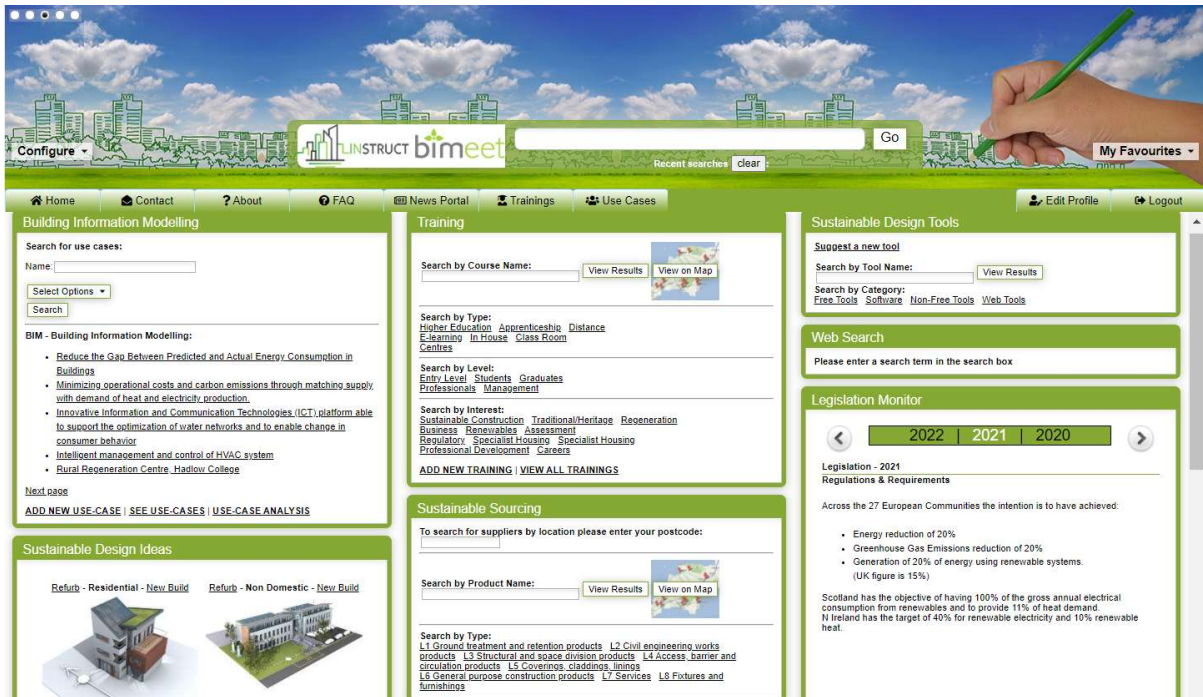 Configure
INSTRUCT bimeet
Go
Recent searches clear :
My Favourites
Home
Contact
? About
FAQ
News Portal
Trainings
Use Cases
Edit Profile
Logout
Building Information Modelling
Search for use cases:
Name:
Select Options
Search
BIM - Building Information Modelling:
Reduce the Gap Between Predicted and Actual Energy Consumption in
Buildings
Minimizing operational costs and carbon emissions through matching supply
with demand of heat and electricity production.
Innovative Information and Communication Technologies (ICT) platform able
to support the optimization of water networks and to enable change in
consumer behavior
Intelligent management and control of HVAC system
Rural Regeneration Centre, Hadlow College
Next page
ADD NEW USE-CASE | SEE USE-CASES | USE-CASE ANALYSIS
Sustainable Design Ideas
Refurb - Residential - New Build
Refurb - Non Domestic - New Build
Training
Search by Course Name:
View Results
View on Map
Search by Type:
Higher Education Apprenticeship Distance
E-learning In House Class Room
Centres
Search by Level:
Entry Level Students Graduates
Professionals Management
Search by Interest:
Sustainable Construction Traditional/Heritage Regeneration
Business Renewables Assessment
Regulatory Specialist Housing Specialist Housing
Professional Development Careers
ADD NEW TRAINING | VIEW ALL TRAININGS
Sustainable Sourcing
To search for suppliers by location please enter your postcode:
Search by Product Name:
View Results
View on Map
Search by Type:
L1 Ground treatment and retention products L2 Civil engineering works
products L3 Structural and space division products L4 Access, barrier and
circulation products L5 Coverings, claddings, linings
L6 General purpose construction products L7 Services L8 Fixtures and
furnishings
Sustainable Design Tools
Suggest a new tool
Search by Tool Name:
View Results
Search by Category:
Free Tools Software Non-Free Tools Web Tools
Web Search
Please enter a search term in the search box
Legislation Monitor
2022 | 2021 | 2020
Legislation - 2021
Regulations & Requirements
Across the 27 European Communities the intention is to have achieved:
Energy reduction of 20%
Greenhouse Gas Emissions reduction of 20%
Generation of 20% of energy using renewable systems.
(UK figure is 15%)
Scotland has the objective of having 100% of the gross annual electrical
consumption from renewables and to provide 11% of heat demand.
N Ireland has the target of 40% for renewable electricity and 10% renewable
heat.